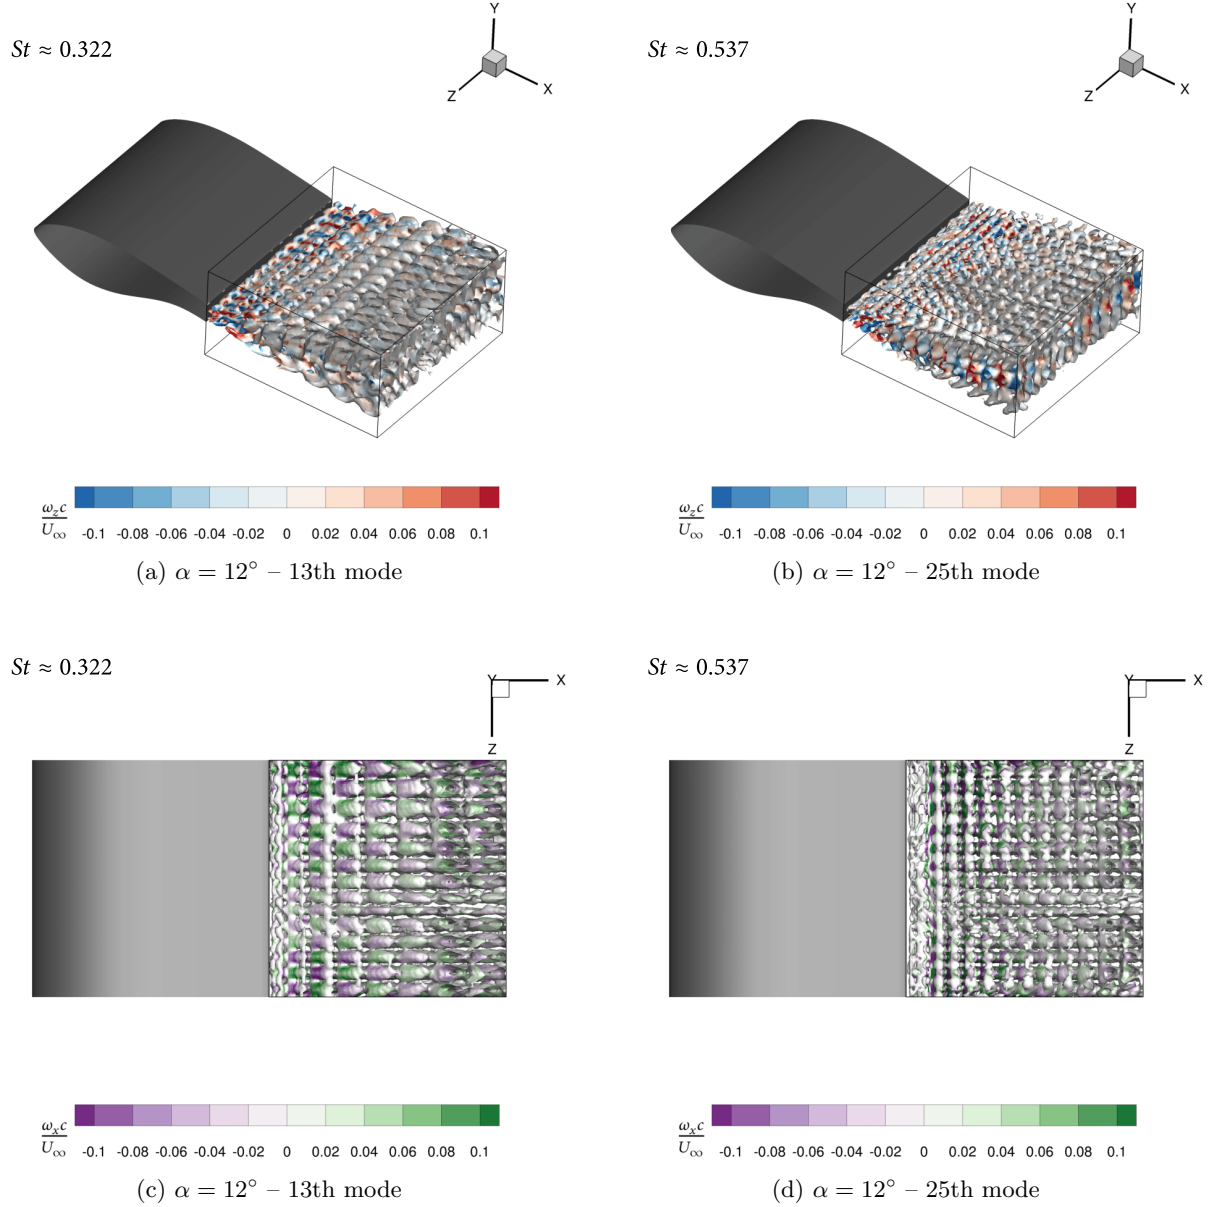 St ≈ 0.322
Y
Z
X
St ≈ 0.537
Y
Z
X
ω_z c / U_∞
-0.1 -0.08 -0.06 -0.04 -0.02 0 0.02 0.04 0.06 0.08 0.1
ω_z c / U_∞
-0.1 -0.08 -0.06 -0.04 -0.02 0 0.02 0.04 0.06 0.08 0.1
(a) α = 12° – 13th mode
(b) α = 12° – 25th mode
St ≈ 0.322
Y
X
Z
St ≈ 0.537
Y
X
Z
ω_x c / U_∞
-0.1 -0.08 -0.06 -0.04 -0.02 0 0.02 0.04 0.06 0.08 0.1
ω_x c / U_∞
-0.1 -0.08 -0.06 -0.04 -0.02 0 0.02 0.04 0.06 0.08 0.1
(c) α = 12° – 13th mode
(d) α = 12° – 25th mode